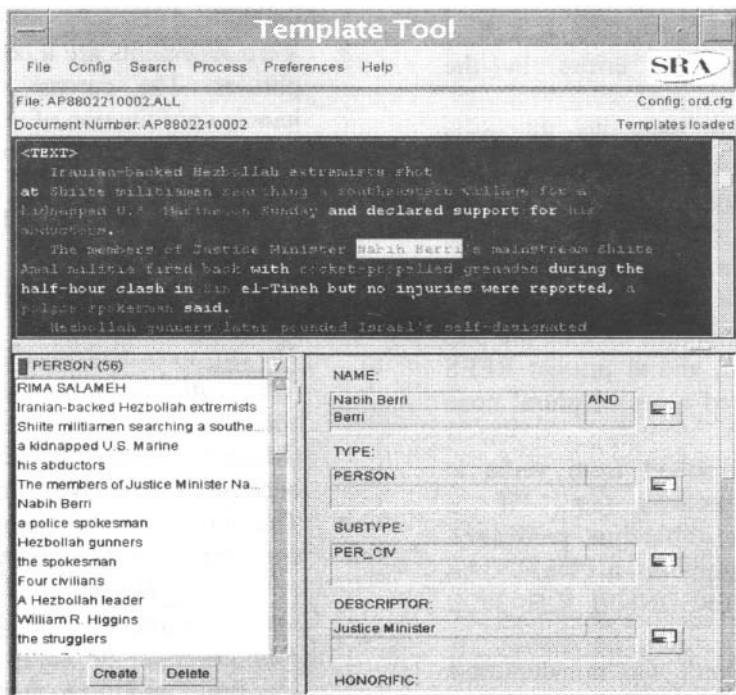 Template Tool
File Config Search Process Preferences Help
SRA
File: AP8802210002.ALL
Config: ord.cfg
Document Number: AP8802210002
Templates loaded
<TEXT>
Iranian-backed Hezbollah extremists shot
at Shiite militiamen searching a southeastern village for a
kidnapped U.S. Marine on Sunday and declared support for his
abductors.
The members of Justice Minister Nabih Berri's mainstream Shiite
Amal militia fired back with rocket-propelled grenades during the
half-hour clash in Ain el-Tineh but no injuries were reported, a
police spokesman said.
Hezbollah gunners later pounded Israel's self-designated
PERSON (56)
RIMA SALAMEH
Iranian-backed Hezbollah extremists
Shiite militiamen searching a southe...
a kidnapped U.S. Marine
his abductors
The members of Justice Minister Na...
Nabih Berri
a police spokesman
Hezbollah gunners
the spokesman
Four civilians
A Hezbollah leader
William R. Higgins
the strugglers
Create Delete
NAME:
Nabih Berri AND
Berri
TYPE:
PERSON
SUBTYPE:
PER_CIV
DESCRIPTOR:
Justice Minister
HONORIFIC: